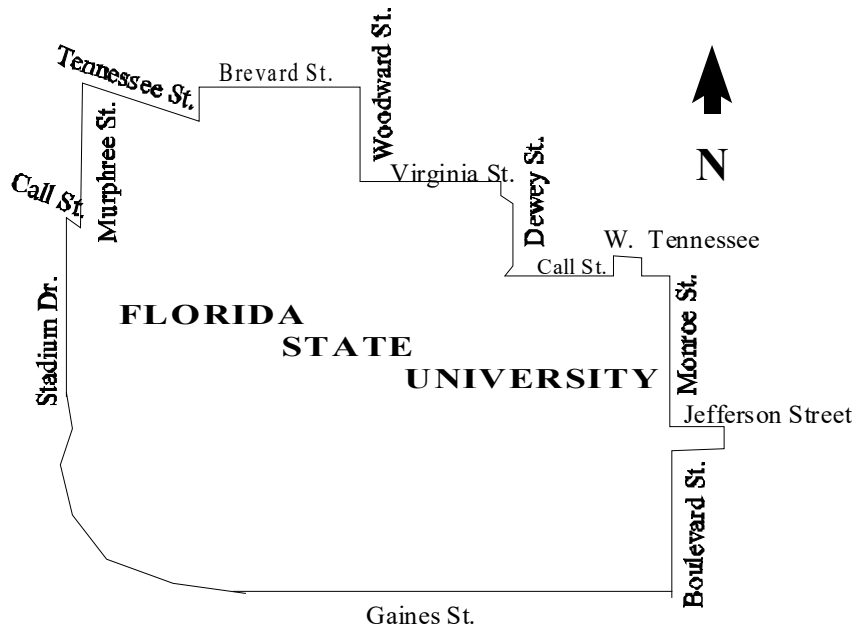 Tennessee St.
Brevard St.
Woodward St.
Murphree St.
Call St.
Virginia St.
Dewey St.
N
W. Tennessee
Call St.
Stadium Dr.
FLORIDA
STATE
UNIVERSITY
Monroe St.
Jefferson Street
Boulevard St.
Gaines St.